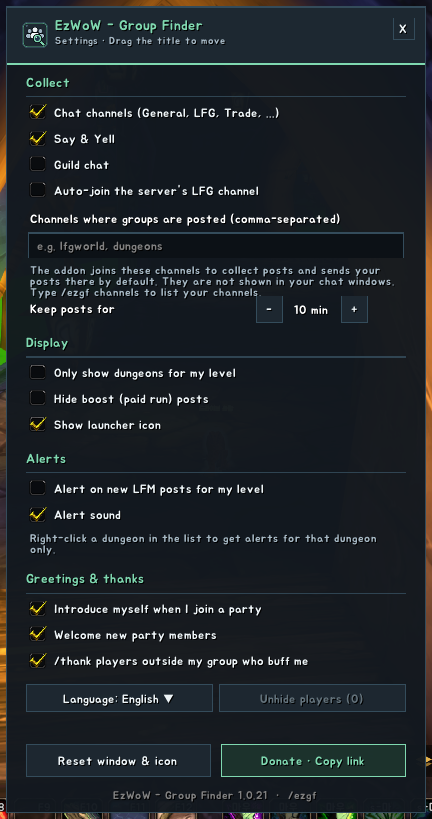 EzWoW - Group Finder
Settings · Drag the title to move
X
Collect
Chat channels (General, LFG, Trade, ...)
Say & Yell
Guild chat
Auto-join the server's LFG channel
Channels where groups are posted (comma-separated)
e.g. lfgworld, dungeons
The addon joins these channels to collect posts and sends your
posts there by default. They are not shown in your chat windows.
Type /ezgf channels to list your channels.
Keep posts for - 10 min +
Display
Only show dungeons for my level
Hide boost (paid run) posts
Show launcher icon
Alerts
Alert on new LFM posts for my level
Alert sound
Right-click a dungeon in the list to get alerts for that dungeon
only.
Greetings & thanks
Introduce myself when I join a party
Welcome new party members
/thank players outside my group who buff me
Language: English ▼ Unhide players (0)
Reset window & icon Donate · Copy link
EzWoW - Group Finder 1.0.21 · /ezgf